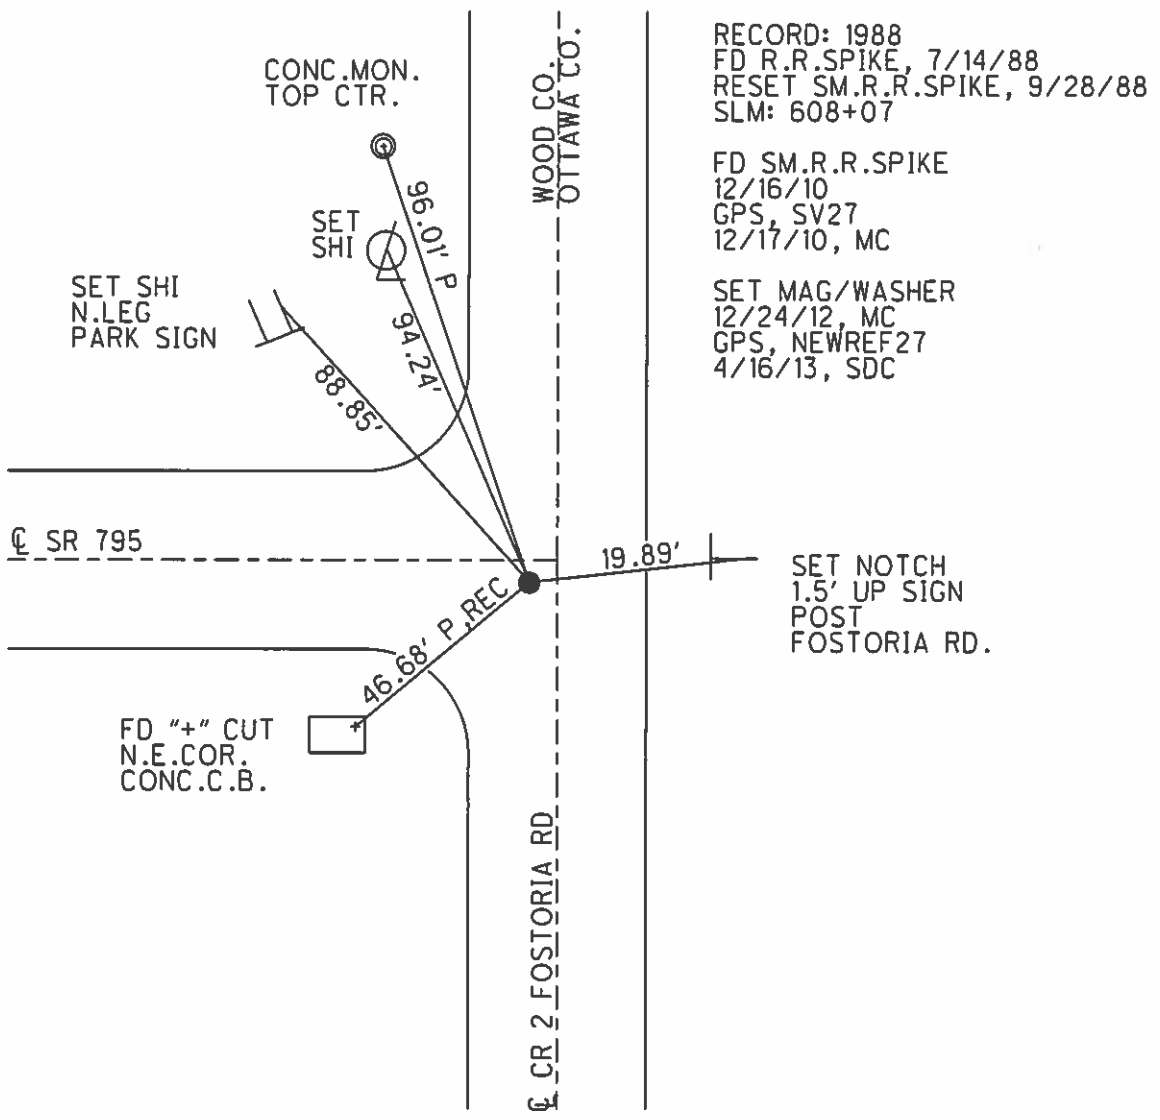 RECORD: 1988
FD R.R.SPIKE, 7/14/88
RESET SM.R.R.SPIKE, 9/28/88
SLM: 608+07
FD SM.R.R.SPIKE
12/16/10
GPS, SV27
12/17/10, MC
SET MAG/WASHER
12/24/12, MC
GPS, NEWREF27
4/16/13, SDC
CONC.MON.
TOP CTR.
WOOD CO.
OTTAWA CO.
96.01' P
SET
SHI
94.24'
SET SHI
N.LEG
PARK SIGN
88.85'
℄ SR 795
19.89'
SET NOTCH
1.5' UP SIGN
POST
FOSTORIA RD.
46.68' P,REC
FD "+" CUT
N.E.COR.
CONC.C.B.
℄ CR 2 FOSTORIA RD